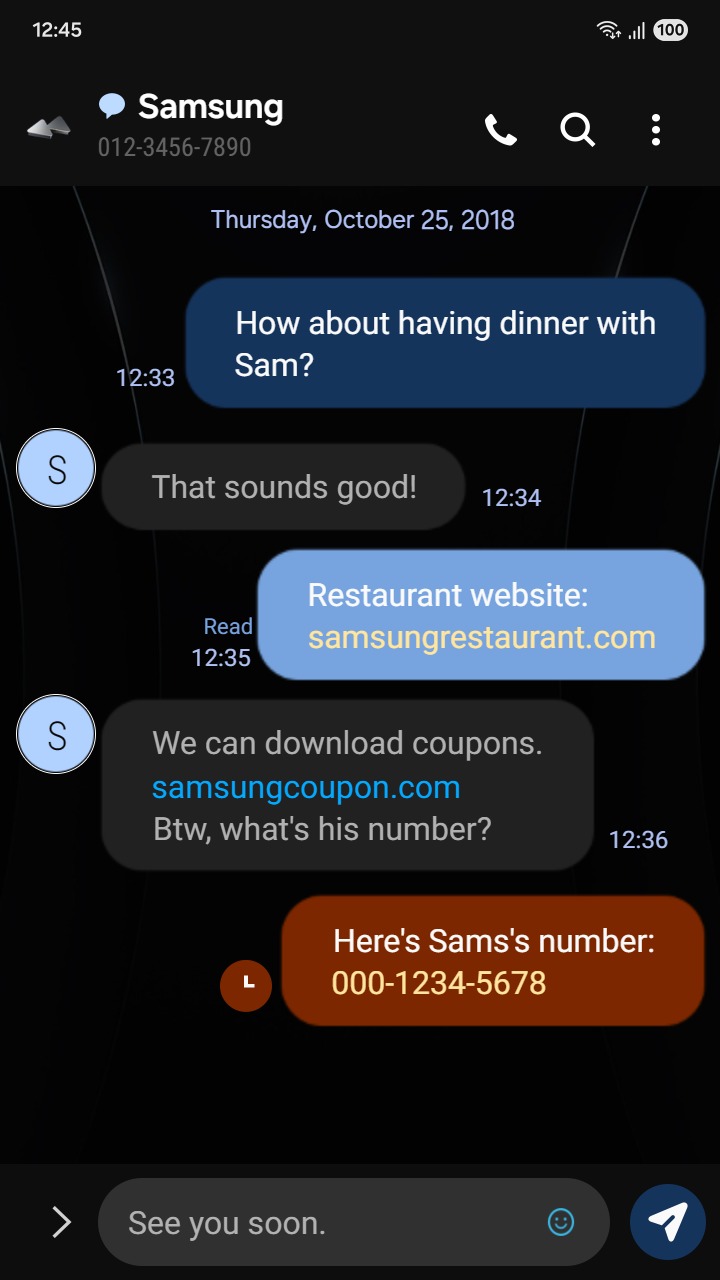 12:45
100
Samsung
012-3456-7890
Thursday, October 25, 2018
How about having dinner with
Sam?
12:33
S
That sounds good!
12:34
Restaurant website:
samsungrestaurant.com
Read
12:35
S
We can download coupons.
samsungcoupon.com
Btw, what's his number?
12:36
Here's Sams's number:
000-1234-5678
See you soon.